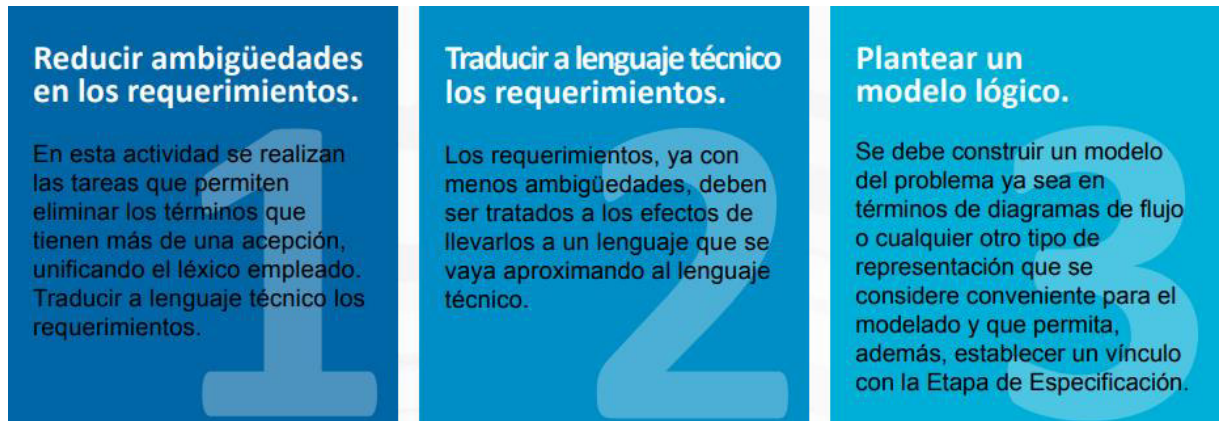 Reducir ambigüedades
en los requerimientos.
En esta actividad se realizan
las tareas que permiten
eliminar los términos que
tienen más de una acepción,
unificando el léxico empleado.
Traducir a lenguaje técnico los
requerimientos.
1
Traducir a lenguaje técnico
los requerimientos.
Los requerimientos, ya con
menos ambigüedades, deben
ser tratados a los efectos de
llevarlos a un lenguaje que se
vaya aproximando al lenguaje
técnico.
2
Plantear un
modelo lógico.
Se debe construir un modelo
del problema ya sea en
términos de diagramas de flujo
o cualquier otro tipo de
representación que se
considere conveniente para el
modelado y que permita,
además, establecer un vínculo
con la Etapa de Especificación.
3